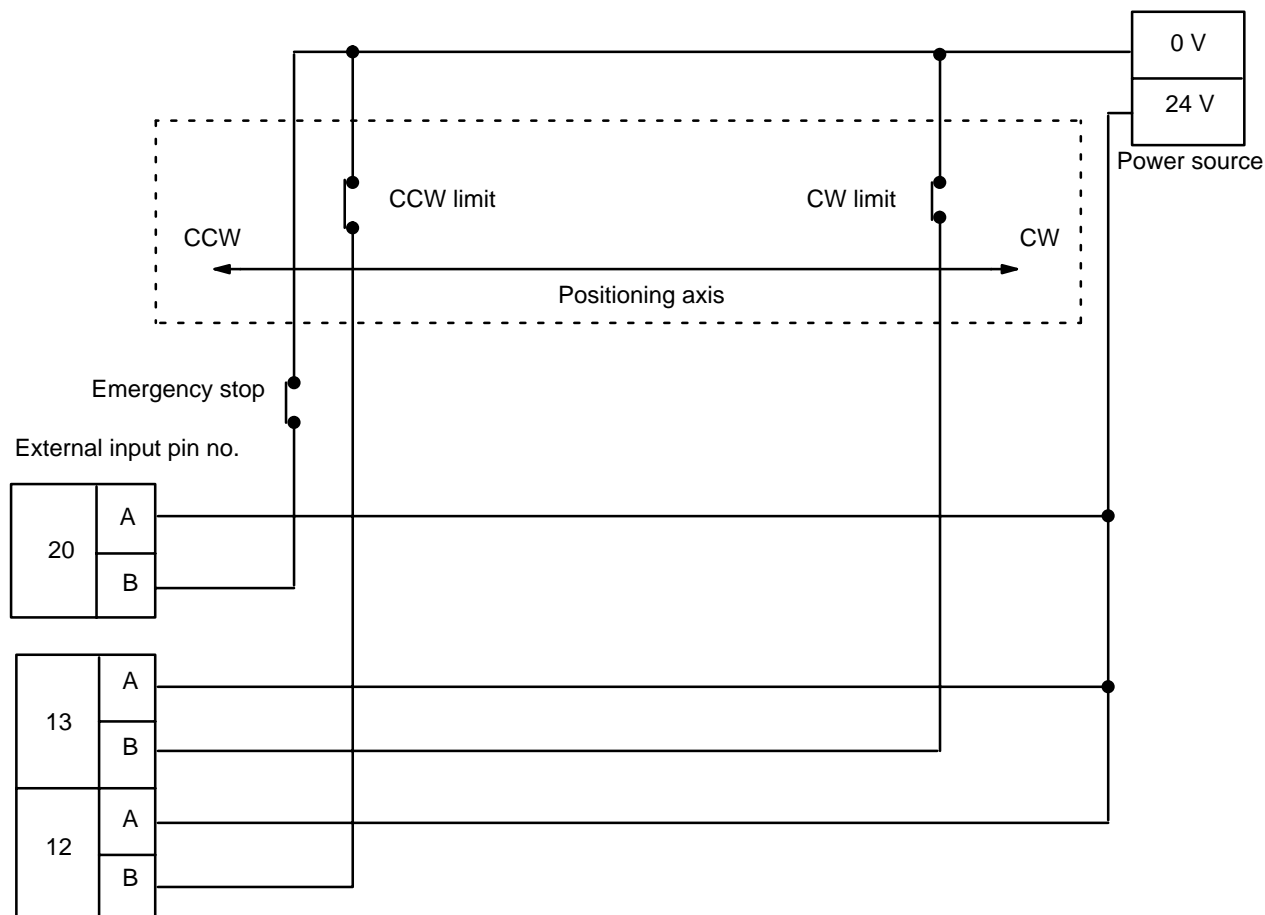 0 V
24 V
Power source
CCW limit
CW limit
CCW
CW
Positioning axis
Emergency stop
External input pin no.
A
20
B
A
13
B
A
12
B